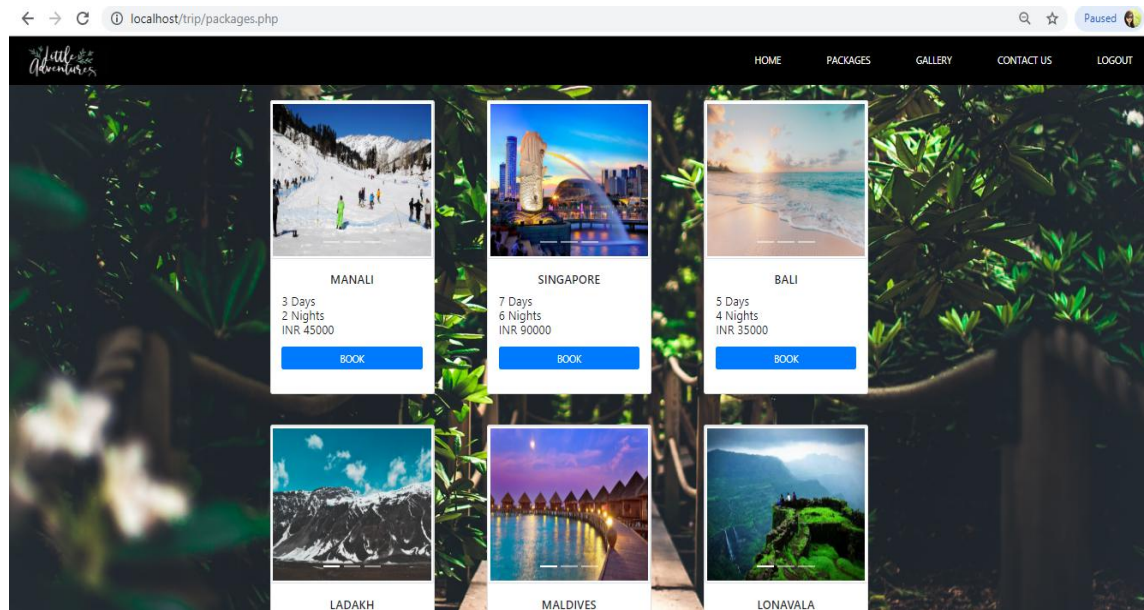 localhost/trip/packages.php
Paused
Little
Adventures
HOME
PACKAGES
GALLERY
CONTACT US
LOGOUT
MANALI
3 Days
2 Nights
INR 45000
BOOK
SINGAPORE
7 Days
6 Nights
INR 90000
BOOK
BALI
5 Days
4 Nights
INR 35000
BOOK
LADAKH
MALDIVES
LONAVALA